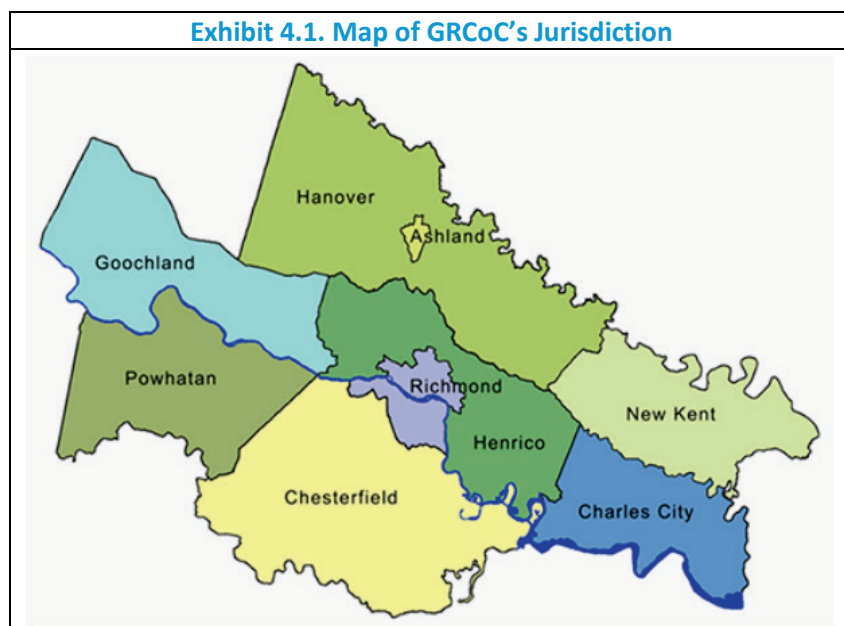 Exhibit 4.1. Map of GRCoC's Jurisdiction
Hanover
Ashland
Goochland
Powhatan
Richmond
New Kent
Henrico
Chesterfield
Charles City